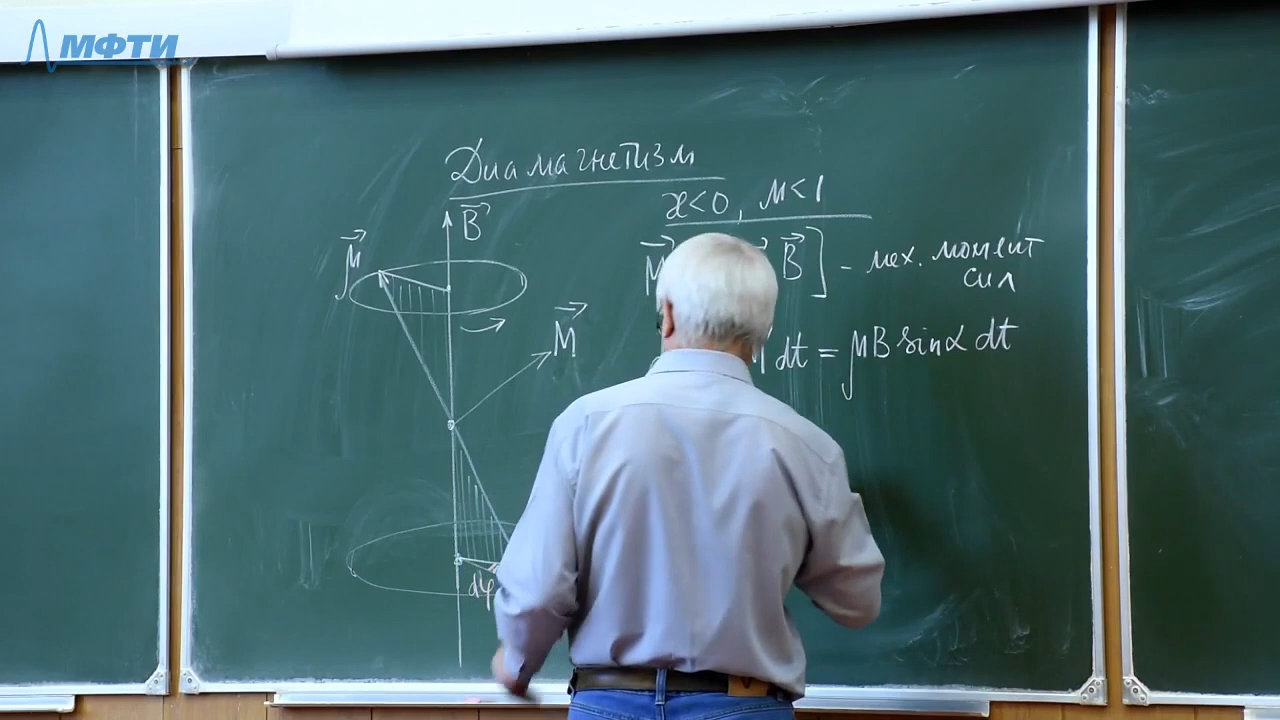 МФТИ
Диамагнетизм
æ<0, μ<1
B⃗
μ⃗
M⃗
B⃗] - мех. момент
сил
dt = μB sinα dt
dφ